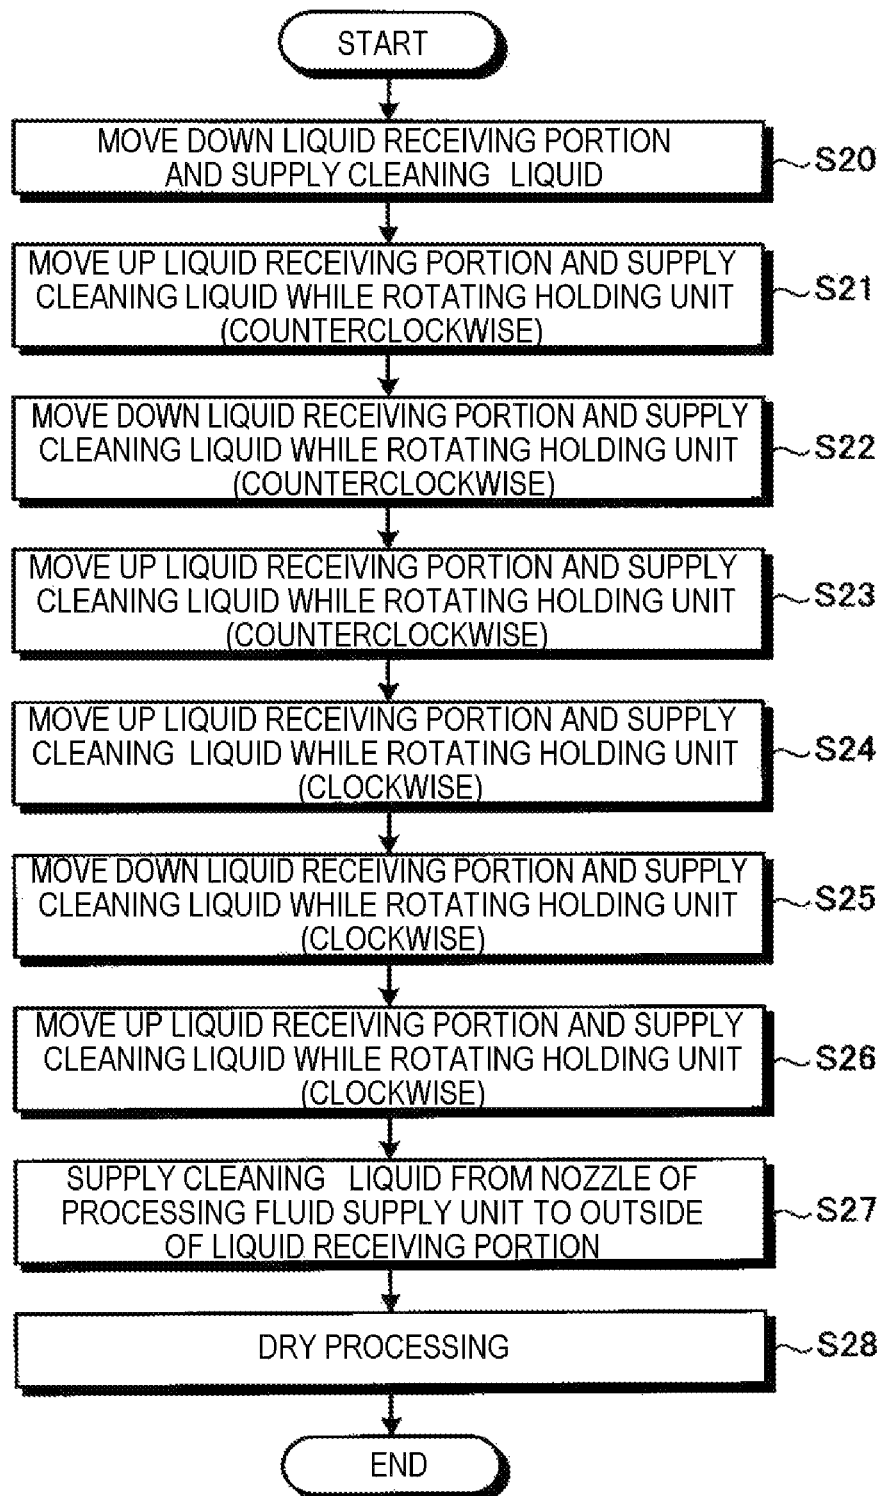 START
MOVE DOWN LIQUID RECEIVING PORTION
AND SUPPLY CLEANING LIQUID
S20
MOVE UP LIQUID RECEIVING PORTION AND SUPPLY
CLEANING LIQUID WHILE ROTATING HOLDING UNIT
(COUNTERCLOCKWISE)
S21
MOVE DOWN LIQUID RECEIVING PORTION AND SUPPLY
CLEANING LIQUID WHILE ROTATING HOLDING UNIT
(COUNTERCLOCKWISE)
S22
MOVE UP LIQUID RECEIVING PORTION AND SUPPLY
CLEANING LIQUID WHILE ROTATING HOLDING UNIT
(COUNTERCLOCKWISE)
S23
MOVE UP LIQUID RECEIVING PORTION AND SUPPLY
CLEANING LIQUID WHILE ROTATING HOLDING UNIT
(CLOCKWISE)
S24
MOVE DOWN LIQUID RECEIVING PORTION AND SUPPLY
CLEANING LIQUID WHILE ROTATING HOLDING UNIT
(CLOCKWISE)
S25
MOVE UP LIQUID RECEIVING PORTION AND SUPPLY
CLEANING LIQUID WHILE ROTATING HOLDING UNIT
(CLOCKWISE)
S26
SUPPLY CLEANING LIQUID FROM NOZZLE OF
PROCESSING FLUID SUPPLY UNIT TO OUTSIDE
OF LIQUID RECEIVING PORTION
S27
DRY PROCESSING
S28
END